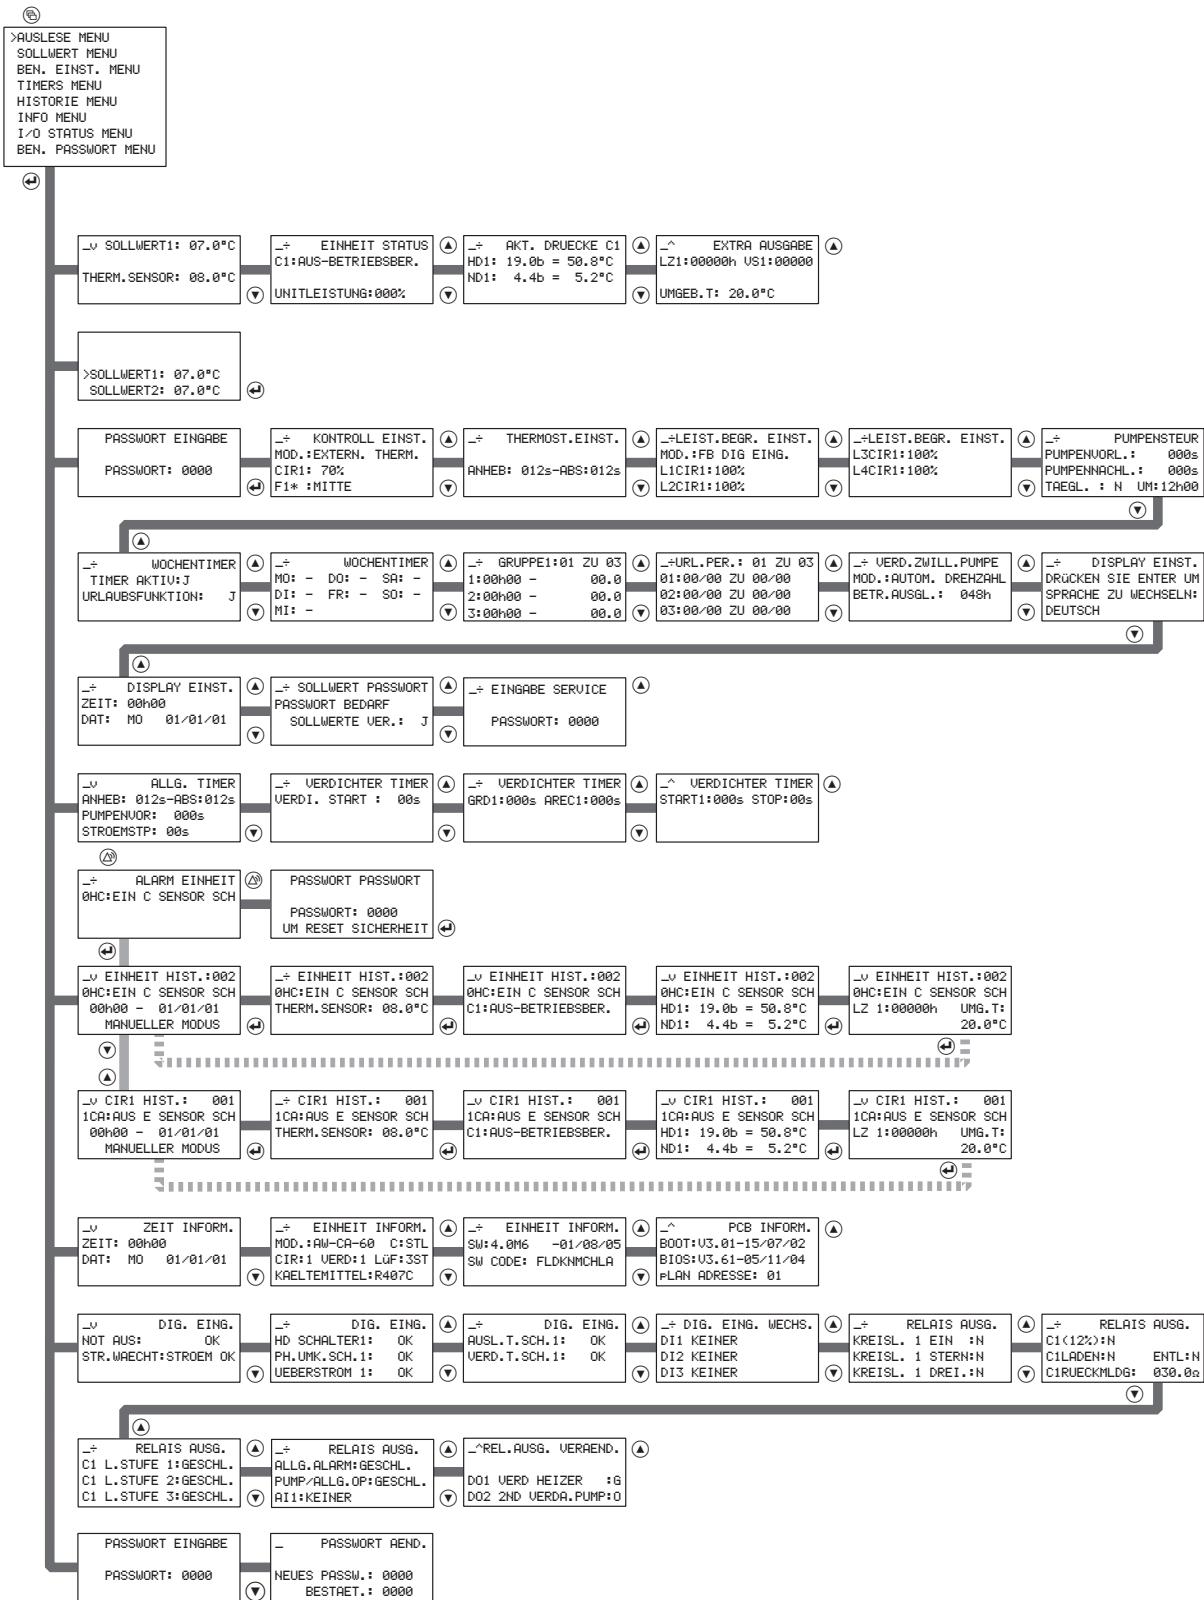 >AUSLESE MENU
SOLLWERT MENU
BEN. EINST. MENU
TIMERS MENU
HISTORIE MENU
INFO MENU
I/O STATUS MENU
BEN. PASSWORT MENU
_v SOLLWERT1: 07.0°C
THERM.SENSOR: 08.0°C
_÷ EINHEIT STATUS
C1:AUS-BETRIEBSBER.
UNITLEISTUNG:000%
_÷ AKT. DRUECKE C1
HD1: 19.0b = 50.8°C
ND1: 4.4b = 5.2°C
_^ EXTRA AUSGABE
LZ1:00000h VS1:00000
UMGEB.T: 20.0°C
>SOLLWERT1: 07.0°C
SOLLWERT2: 07.0°C
PASSWORT EINGABE
PASSWORT: 0000
_÷ KONTROLL EINST.
MOD.:EXTERN. THERM.
CIR1: 70%
F1* :MITTE
_÷ THERMOST.EINST.
ANHEB: 012s-ABS:012s
_÷LEIST.BEGR. EINST.
MOD.:FB DIG EING.
L1CIR1:100%
L2CIR1:100%
_÷LEIST.BEGR. EINST.
L3CIR1:100%
L4CIR1:100%
_÷ PUMPENSTEUR
PUMPENVORL.: 000s
PUMPENNACHL.: 000s
TAEGL. : N UM:12h00
_÷ WOCHENTIMER
TIMER AKTIV:J
URLAUBSFUNKTION: J
_÷ WOCHENTIMER
MO: - DO: - SA: -
DI: - FR: - SO: -
MI: -
_÷ GRUPPE1:01 ZU 03
1:00h00 - 00.0
2:00h00 - 00.0
3:00h00 - 00.0
_÷URL.PER.: 01 ZU 03
01:00/00 ZU 00/00
02:00/00 ZU 00/00
03:00/00 ZU 00/00
_÷ VERD.ZWILL.PUMPE
MOD.:AUTOM. DREHZAHL
BETR.AUSGL.: 048h
_÷ DISPLAY EINST.
DRüCKEN SIE ENTER UM
SPRACHE ZU WECHSELN:
DEUTSCH
_÷ DISPLAY EINST.
ZEIT: 00h00
DAT: MO 01/01/01
_÷ SOLLWERT PASSWORT
PASSWORT BEDARF
SOLLWERTE VER.: J
_÷ EINGABE SERVICE
PASSWORT: 0000
_v ALLG. TIMER
ANHEB: 012s-ABS:012s
PUMPENVOR: 000s
STROEMSTP: 00s
_÷ VERDICHTER TIMER
VERDI. START : 00s
_÷ VERDICHTER TIMER
GRD1:000s AREC1:000s
_^ VERDICHTER TIMER
START1:000s STOP:00s
_÷ ALARM EINHEIT
0HC:EIN C SENSOR SCH
PASSWORT PASSWORT
PASSWORT: 0000
UM RESET SICHERHEIT
_v EINHEIT HIST.:002
0HC:EIN C SENSOR SCH
00h00 - 01/01/01
MANUELLER MODUS
_÷ EINHEIT HIST.:002
0HC:EIN C SENSOR SCH
THERM.SENSOR: 08.0°C
_v EINHEIT HIST.:002
0HC:EIN C SENSOR SCH
C1:AUS-BETRIEBSBER.
_v EINHEIT HIST.:002
0HC:EIN C SENSOR SCH
HD1: 19.0b = 50.8°C
ND1: 4.4b = 5.2°C
_v EINHEIT HIST.:002
0HC:EIN C SENSOR SCH
LZ 1:00000h UMG.T:
20.0°C
_v CIR1 HIST.: 001
1CA:AUS E SENSOR SCH
00h00 - 01/01/01
MANUELLER MODUS
_÷ CIR1 HIST.: 001
1CA:AUS E SENSOR SCH
THERM.SENSOR: 08.0°C
_v CIR1 HIST.: 001
1CA:AUS E SENSOR SCH
C1:AUS-BETRIEBSBER.
_v CIR1 HIST.: 001
1CA:AUS E SENSOR SCH
HD1: 19.0b = 50.8°C
ND1: 4.4b = 5.2°C
_v CIR1 HIST.: 001
1CA:AUS E SENSOR SCH
LZ 1:00000h UMG.T:
20.0°C
_v ZEIT INFORM.
ZEIT: 00h00
DAT: MO 01/01/01
_÷ EINHEIT INFORM.
MOD.:AW-CA-60 C:STL
CIR:1 VERD:1 LüF:3ST
KAELTEMITTEL:R407C
_÷ EINHEIT INFORM.
SW:4.0M6 -01/08/05
SW CODE: FLDKNMCHLA
_^ PCB INFORM.
BOOT:V3.01-15/07/02
BIOS:V3.61-05/11/04
pLAN ADRESSE: 01
_v DIG. EING.
NOT AUS: OK
STR.WAECHT:STROEM OK
_÷ DIG. EING.
HD SCHALTER1: OK
PH.UMK.SCH.1: OK
UEBERSTROM 1: OK
_÷ DIG. EING.
AUSL.T.SCH.1: OK
VERD.T.SCH.1: OK
_÷ DIG. EING. WECHS.
DI1 KEINER
DI2 KEINER
DI3 KEINER
_÷ RELAIS AUSG.
KREISL. 1 EIN :N
KREISL. 1 STERN:N
KREISL. 1 DREI.:N
_÷ RELAIS AUSG.
C1(12%):N
C1LADEN:N ENTL:N
C1RUECKMLDG: 030.0Ω
_÷ RELAIS AUSG.
C1 L.STUFE 1:GESCHL.
C1 L.STUFE 2:GESCHL.
C1 L.STUFE 3:GESCHL.
_÷ RELAIS AUSG.
ALLG.ALARM:GESCHL.
PUMP/ALLG.OP:GESCHL.
AI1:KEINER
_^REL.AUSG. VERAEND.
DO1 VERD HEIZER :G
DO2 2ND VERDA.PUMP:O
PASSWORT EINGABE
PASSWORT: 0000
_ PASSWORT AEND.
NEUES PASSW.: 0000
BESTAET.: 0000